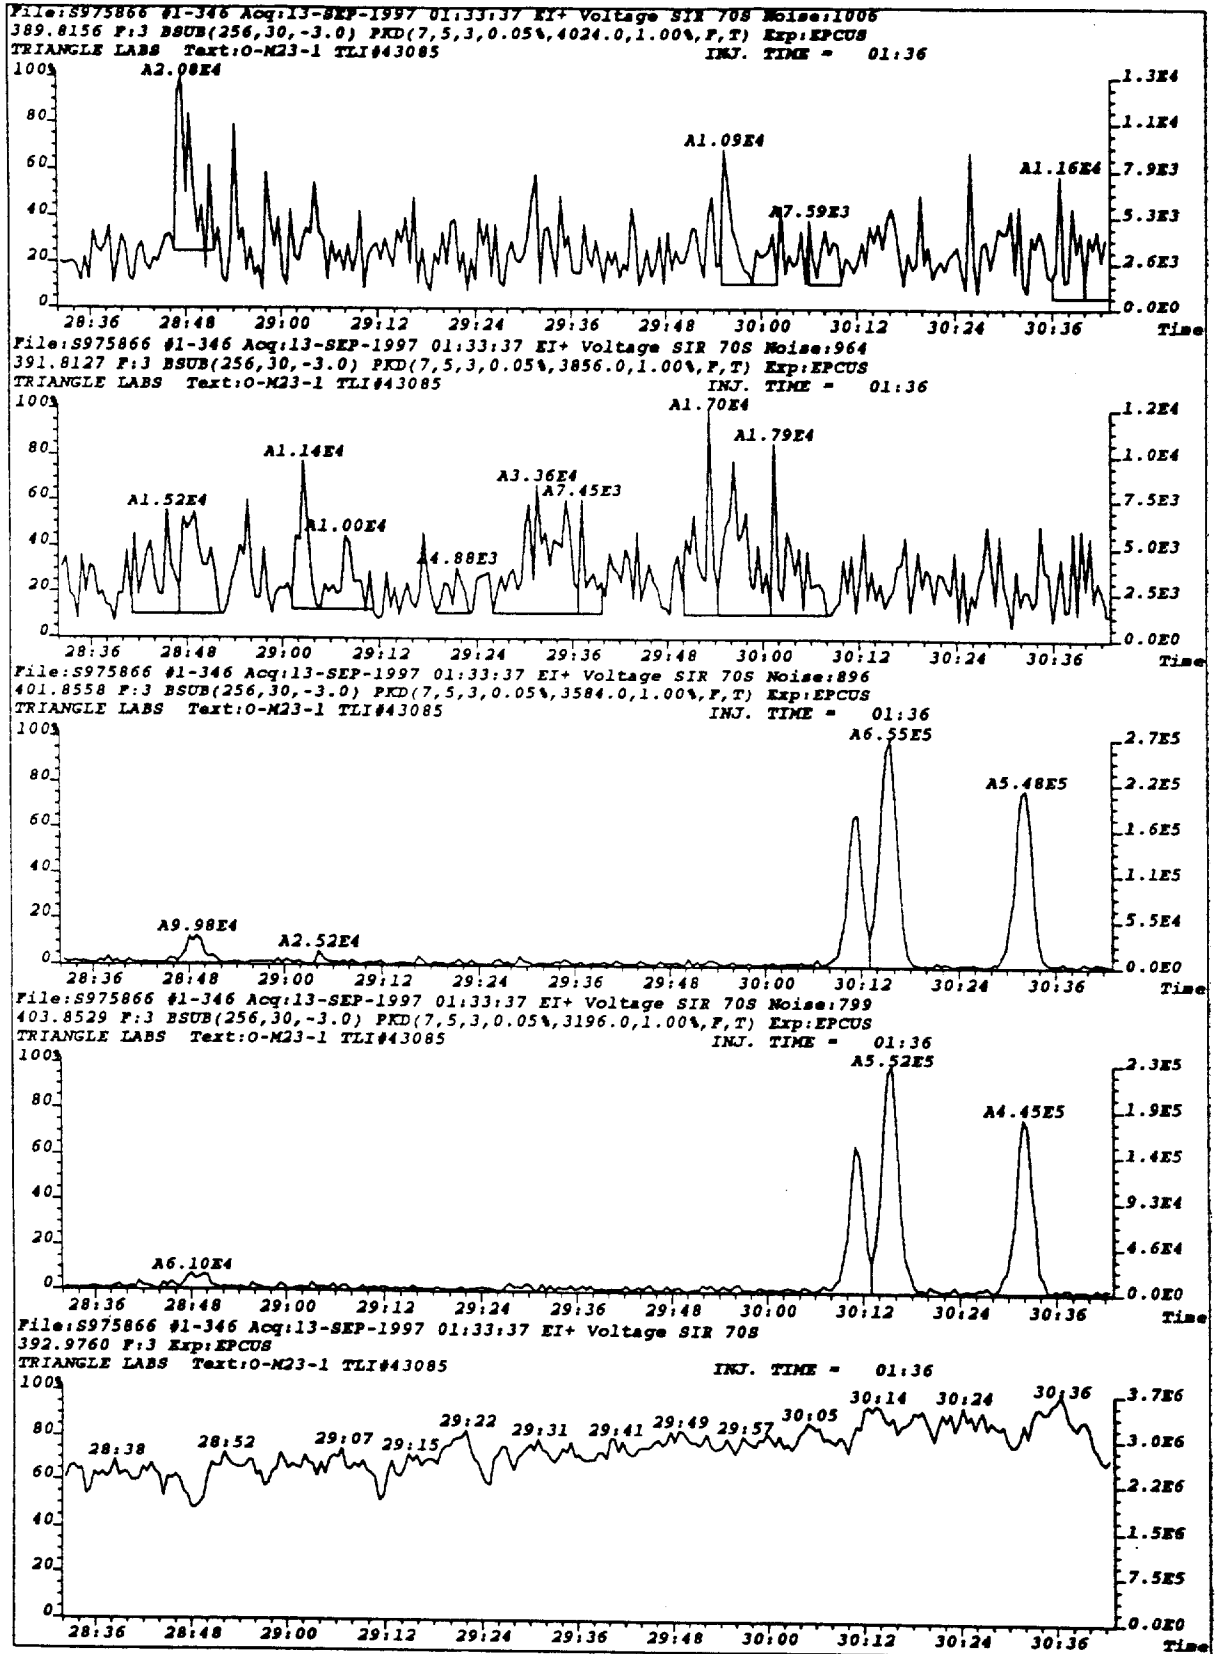 File:S975866 #1-346 Acq:13-SEP-1997 01:33:37 EI+ Voltage SIR 70S Noise:1006
389.8156 F:3 BSUB(256,30,-3.0) PKD(7,5,3,0.05%,4024.0,1.00%,F,T) Exp:EPCUS
TRIANGLE LABS Text:O-M23-1 TLI#43085 INJ. TIME = 01:36
100% A2.08E4 1.3E4
80 1.1E4
A1.09E4
60 A1.16E4 7.9E3
40 A7.59E3 5.3E3
20 2.6E3
0 0.0E0
28:36 28:48 29:00 29:12 29:24 29:36 29:48 30:00 30:12 30:24 30:36 Time
File:S975866 #1-346 Acq:13-SEP-1997 01:33:37 EI+ Voltage SIR 70S Noise:964
391.8127 F:3 BSUB(256,30,-3.0) PKD(7,5,3,0.05%,3856.0,1.00%,F,T) Exp:EPCUS
TRIANGLE LABS Text:O-M23-1 TLI#43085 INJ. TIME = 01:36
100% A1.70E4 1.2E4
80 A1.14E4 A1.79E4 1.0E4
A3.36E4
60 A1.52E4 A7.45E3 7.5E3
A1.00E4
40 A4.88E3 5.0E3
20 2.5E3
0 0.0E0
28:36 28:48 29:00 29:12 29:24 29:36 29:48 30:00 30:12 30:24 30:36 Time
File:S975866 #1-346 Acq:13-SEP-1997 01:33:37 EI+ Voltage SIR 70S Noise:896
401.8558 F:3 BSUB(256,30,-3.0) PKD(7,5,3,0.05%,3584.0,1.00%,F,T) Exp:EPCUS
TRIANGLE LABS Text:O-M23-1 TLI#43085 INJ. TIME = 01:36
100% A6.55E5 2.7E5
80 A5.48E5 2.2E5
60 1.6E5
40 1.1E5
20 A9.98E4 A2.52E4 5.5E4
0 0.0E0
28:36 28:48 29:00 29:12 29:24 29:36 29:48 30:00 30:12 30:24 30:36 Time
File:S975866 #1-346 Acq:13-SEP-1997 01:33:37 EI+ Voltage SIR 70S Noise:799
403.8529 F:3 BSUB(256,30,-3.0) PKD(7,5,3,0.05%,3196.0,1.00%,F,T) Exp:EPCUS
TRIANGLE LABS Text:O-M23-1 TLI#43085 INJ. TIME = 01:36
100% A5.52E5 2.3E5
80 A4.45E5 1.9E5
60 1.4E5
40 9.3E4
20 A6.10E4 4.6E4
0 0.0E0
28:36 28:48 29:00 29:12 29:24 29:36 29:48 30:00 30:12 30:24 30:36 Time
File:S975866 #1-346 Acq:13-SEP-1997 01:33:37 EI+ Voltage SIR 70S
392.9760 F:3 Exp:EPCUS
TRIANGLE LABS Text:O-M23-1 TLI#43085 INJ. TIME = 01:36
100% 30:14 30:24 30:36 3.7E6
80 28:38 28:52 29:07 29:15 29:22 29:31 29:41 29:49 29:57 30:05 3.0E6
60 2.2E6
40 1.5E6
20 7.5E5
0 0.0E0
28:36 28:48 29:00 29:12 29:24 29:36 29:48 30:00 30:12 30:24 30:36 Time